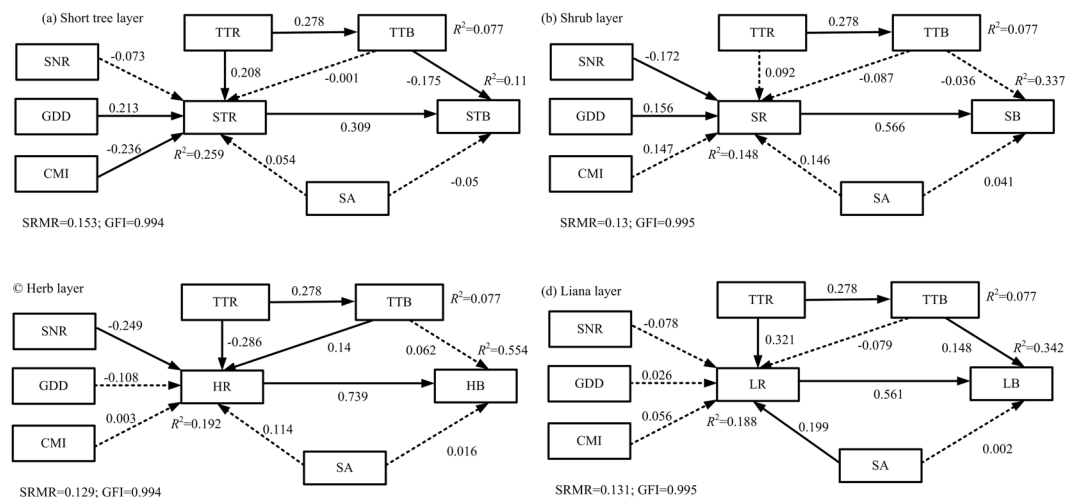 (a) Short tree layer
TTR
0.278
TTB
R²=0.077
SNR
-0.073
0.208
-0.001
-0.175
R²=0.11
GDD
0.213
STR
0.309
STB
CMI
-0.236
R²=0.259
0.054
-0.05
SA
SRMR=0.153; GFI=0.994
(b) Shrub layer
TTR
0.278
TTB
R²=0.077
SNR
-0.172
0.092
-0.087
-0.036
R²=0.337
GDD
0.156
SR
0.566
SB
CMI
0.147
R²=0.148
0.146
0.041
SA
SRMR=0.13; GFI=0.995
© Herb layer
TTR
0.278
TTB
R²=0.077
SNR
-0.249
-0.286
0.14
0.062
R²=0.554
GDD
-0.108
HR
0.739
HB
CMI
0.003
R²=0.192
0.114
0.016
SA
SRMR=0.129; GFI=0.994
(d) Liana layer
TTR
0.278
TTB
R²=0.077
SNR
-0.078
0.321
-0.079
0.148
R²=0.342
GDD
0.026
LR
0.561
LB
CMI
0.056
R²=0.188
0.199
0.002
SA
SRMR=0.131; GFI=0.995